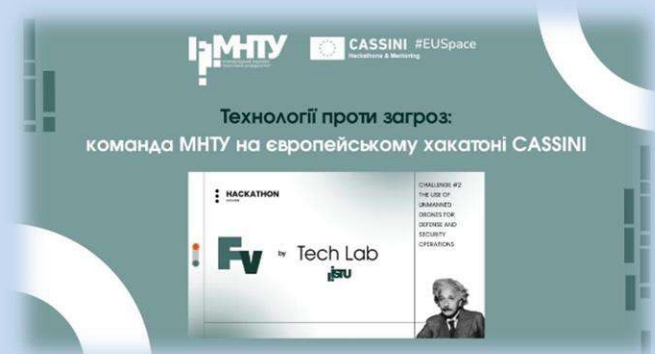 МНТУ
CASSINI #EUSpace
Hackathons & Mentoring
Технології проти загроз:
команда МНТУ на європейському хакатоні CASSINI
HACKATHON
Fv by Tech Lab
ISTU
CHALLENGE #2
THE USE OF
UNMANNED
DRONES FOR
DEFENSE AND
SECURITY
OPERATIONS